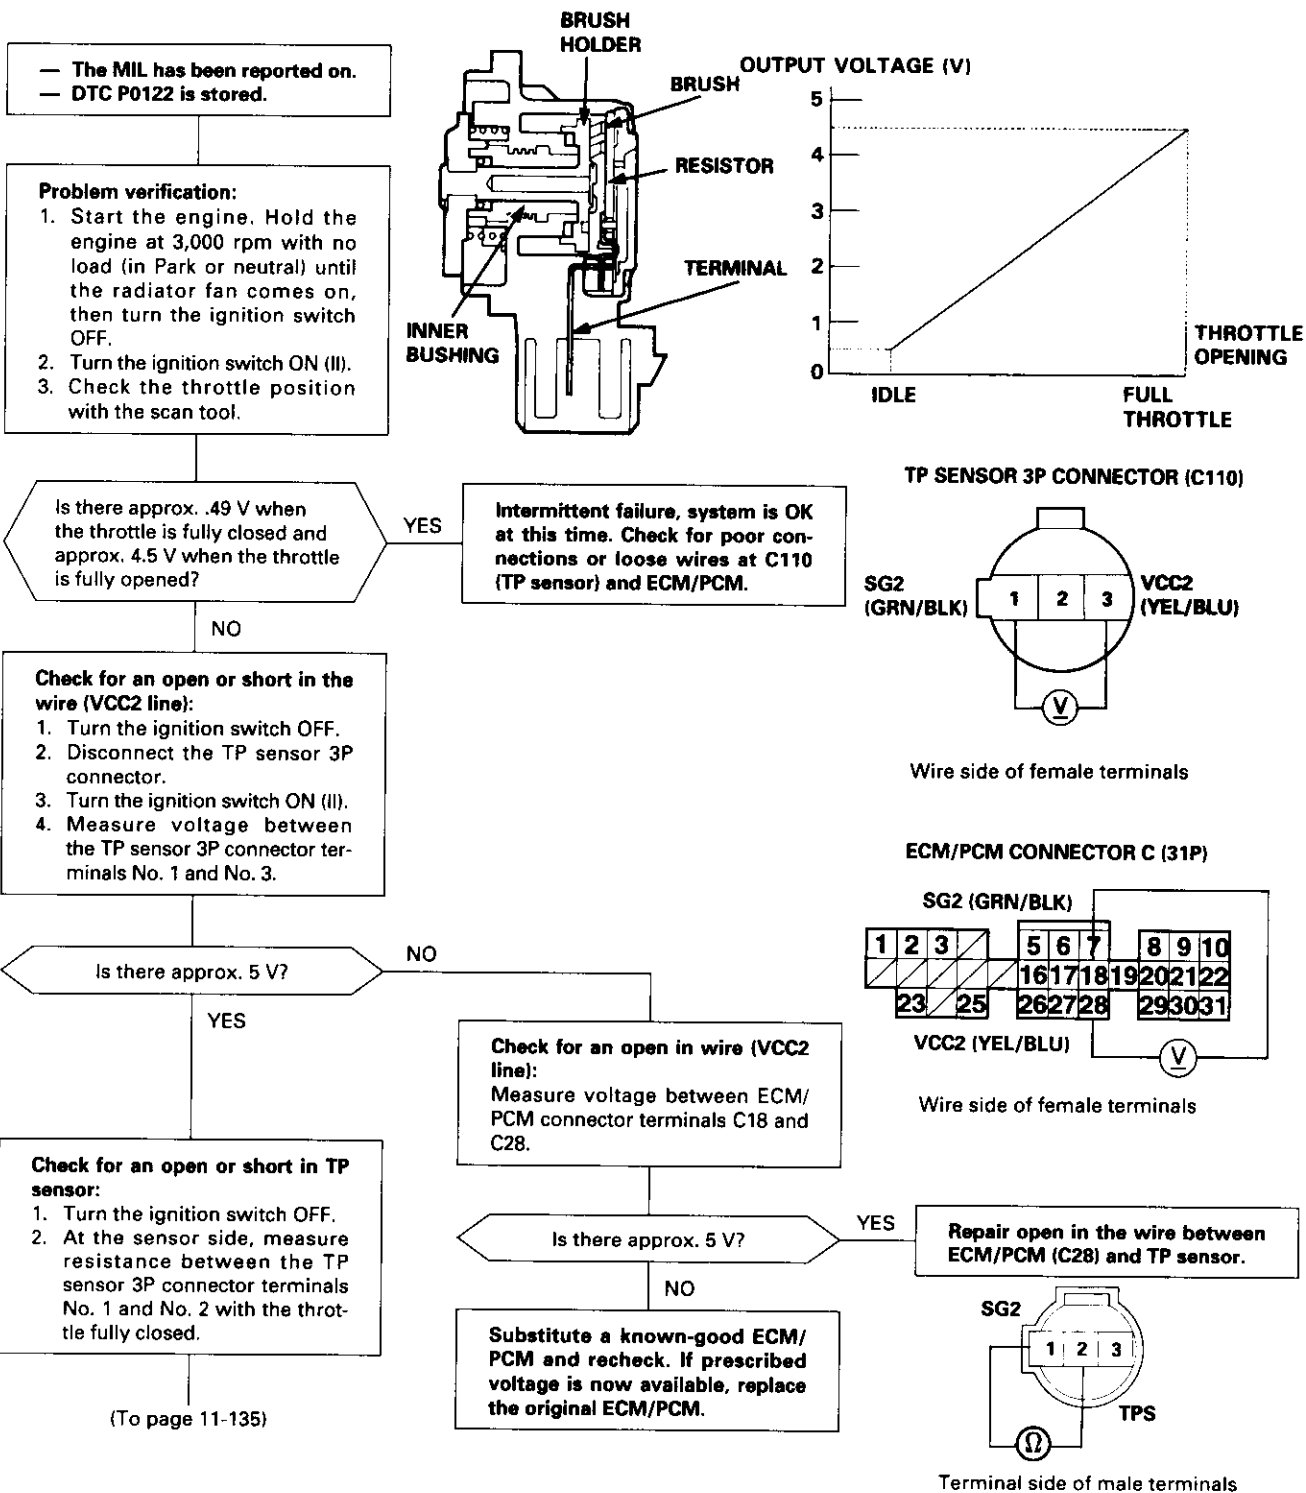 — The MIL has been reported on.
— DTC P0122 is stored.
Problem verification:
1. Start the engine. Hold the
engine at 3,000 rpm with no
load (in Park or neutral) until
the radiator fan comes on,
then turn the ignition switch
OFF.
2. Turn the ignition switch ON (II).
3. Check the throttle position
with the scan tool.
BRUSH
HOLDER
BRUSH
RESISTOR
TERMINAL
INNER
BUSHING
OUTPUT VOLTAGE (V)
5
4
3
2
1
0
IDLE
FULL
THROTTLE
THROTTLE
OPENING
Is there approx. .49 V when
the throttle is fully closed and
approx. 4.5 V when the throttle
is fully opened?
YES
Intermittent failure, system is OK
at this time. Check for poor con-
nections or loose wires at C110
(TP sensor) and ECM/PCM.
NO
TP SENSOR 3P CONNECTOR (C110)
SG2
(GRN/BLK)
1 2 3
VCC2
(YEL/BLU)
V
Wire side of female terminals
Check for an open or short in the
wire (VCC2 line):
1. Turn the ignition switch OFF.
2. Disconnect the TP sensor 3P
connector.
3. Turn the ignition switch ON (II).
4. Measure voltage between
the TP sensor 3P connector ter-
minals No. 1 and No. 3.
Is there approx. 5 V?
NO
YES
ECM/PCM CONNECTOR C (31P)
SG2 (GRN/BLK)
1 2 3 5 6 7 8 9 10
16 17 18 19 20 21 22
23 25 26 27 28 29 30 31
VCC2 (YEL/BLU)
V
Wire side of female terminals
Check for an open in wire (VCC2
line):
Measure voltage between ECM/
PCM connector terminals C18 and
C28.
Is there approx. 5 V?
YES
Repair open in the wire between
ECM/PCM (C28) and TP sensor.
NO
Substitute a known-good ECM/
PCM and recheck. If prescribed
voltage is now available, replace
the original ECM/PCM.
Check for an open or short in TP
sensor:
1. Turn the ignition switch OFF.
2. At the sensor side, measure
resistance between the TP
sensor 3P connector terminals
No. 1 and No. 2 with the throt-
tle fully closed.
(To page 11-135)
SG2
1 2 3
TPS
Ω
Terminal side of male terminals